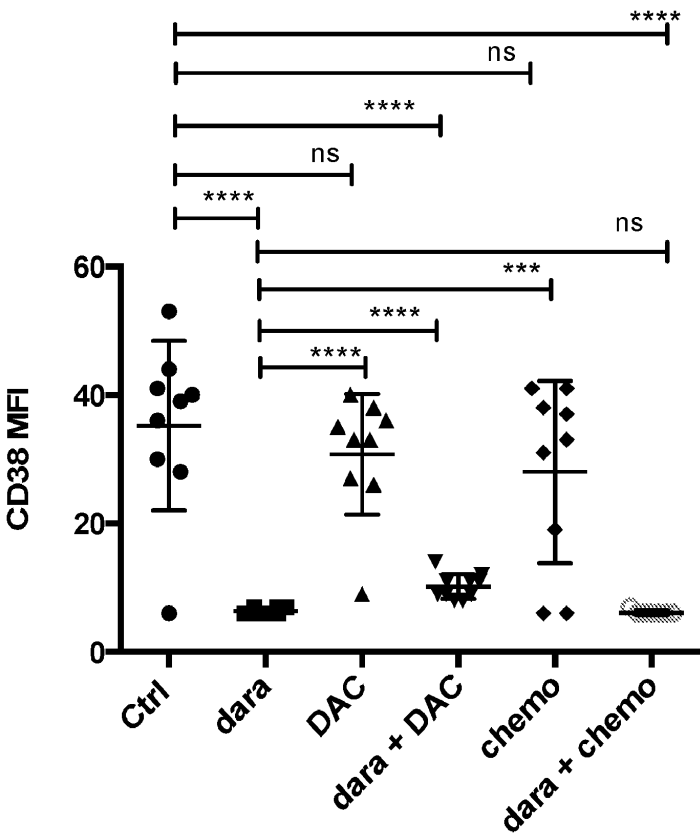 ****
ns
****
ns
****
ns
***
****
****
60
40
20
0
CD38 MFI
Ctrl
dara
DAC
dara + DAC
chemo
dara + chemo